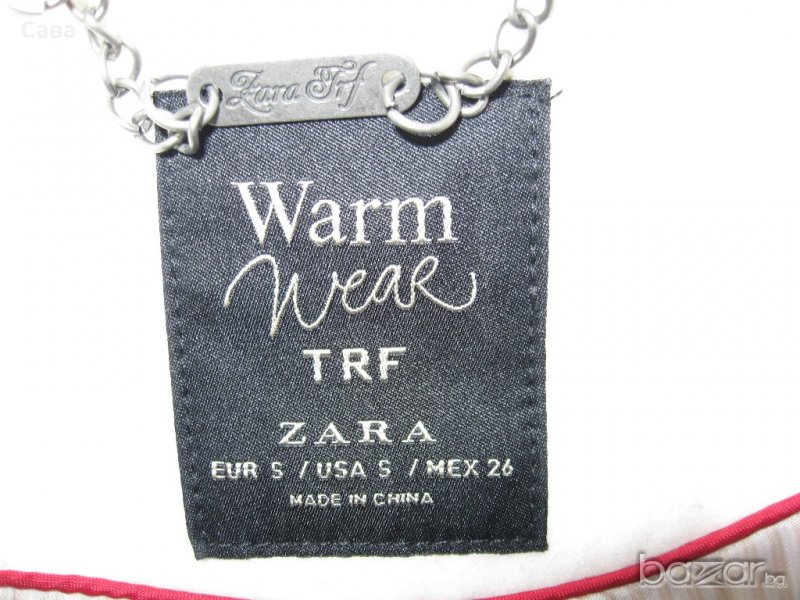 Сава
Zara Trf
Warm
Wear
TRF
ZARA
EUR S / USA S / MEX 26
MADE IN CHINA
bazar.bg